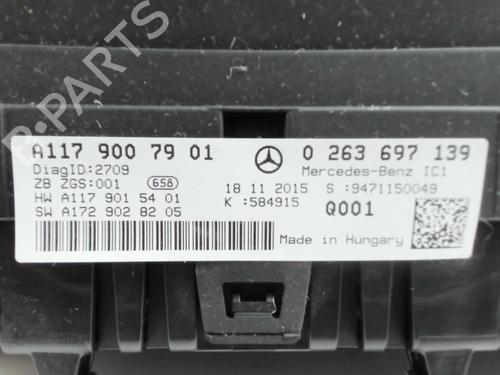 A117 900 79 01
0 263 697 139
DiagID:2709
Mercedes-Benz IC1
ZB ZGS:001
658
18 11 2015 S :9471150049
HW A117 901 54 01
K :584915
Q001
SW A172 902 82 05
Made in Hungary
B-PARTS